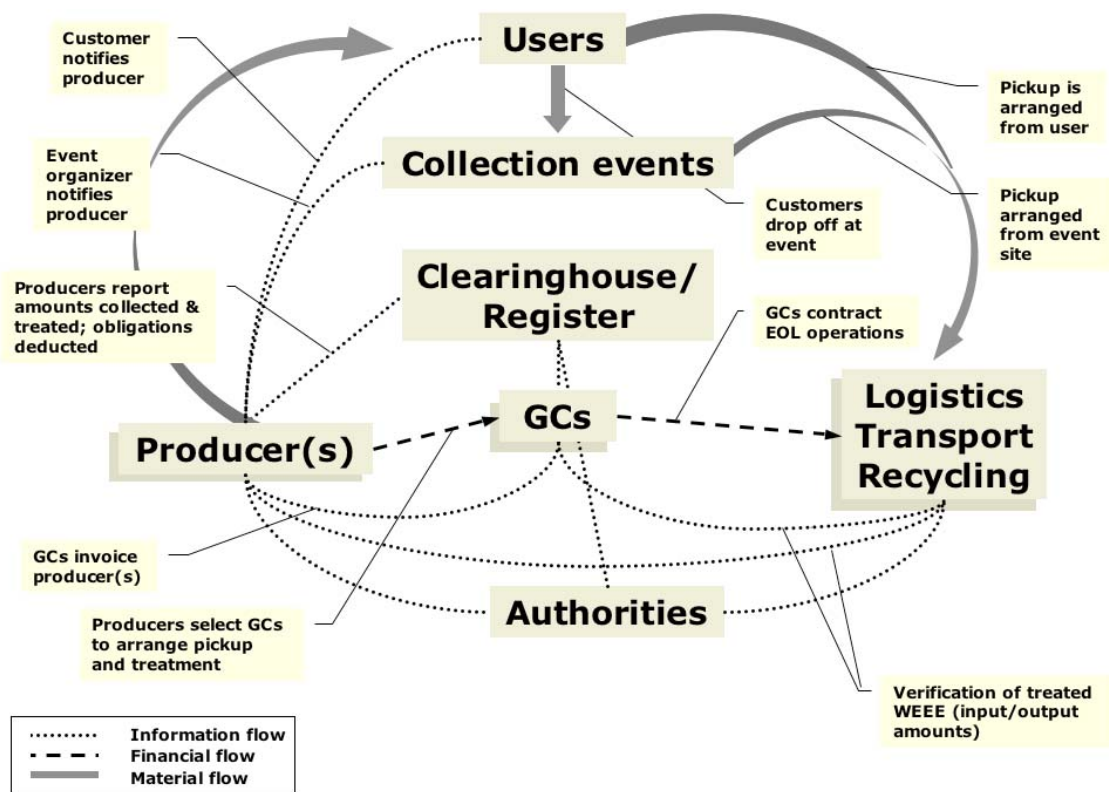 Customer
notifies
producer
Users
Pickup is
arranged
from user
Event
organizer
notifies
producer
Collection events
Customers
drop off at
event
Pickup
arranged
from event
site
Producers report
amounts collected &
treated; obligations
deducted
Clearinghouse/
Register
GCs contract
EOL operations
Producer(s)
GCs
Logistics
Transport
Recycling
GCs invoice
producer(s)
Authorities
Producers select GCs
to arrange pickup
and treatment
Verification of treated
WEEE (input/output
amounts)
Information flow
Financial flow
Material flow